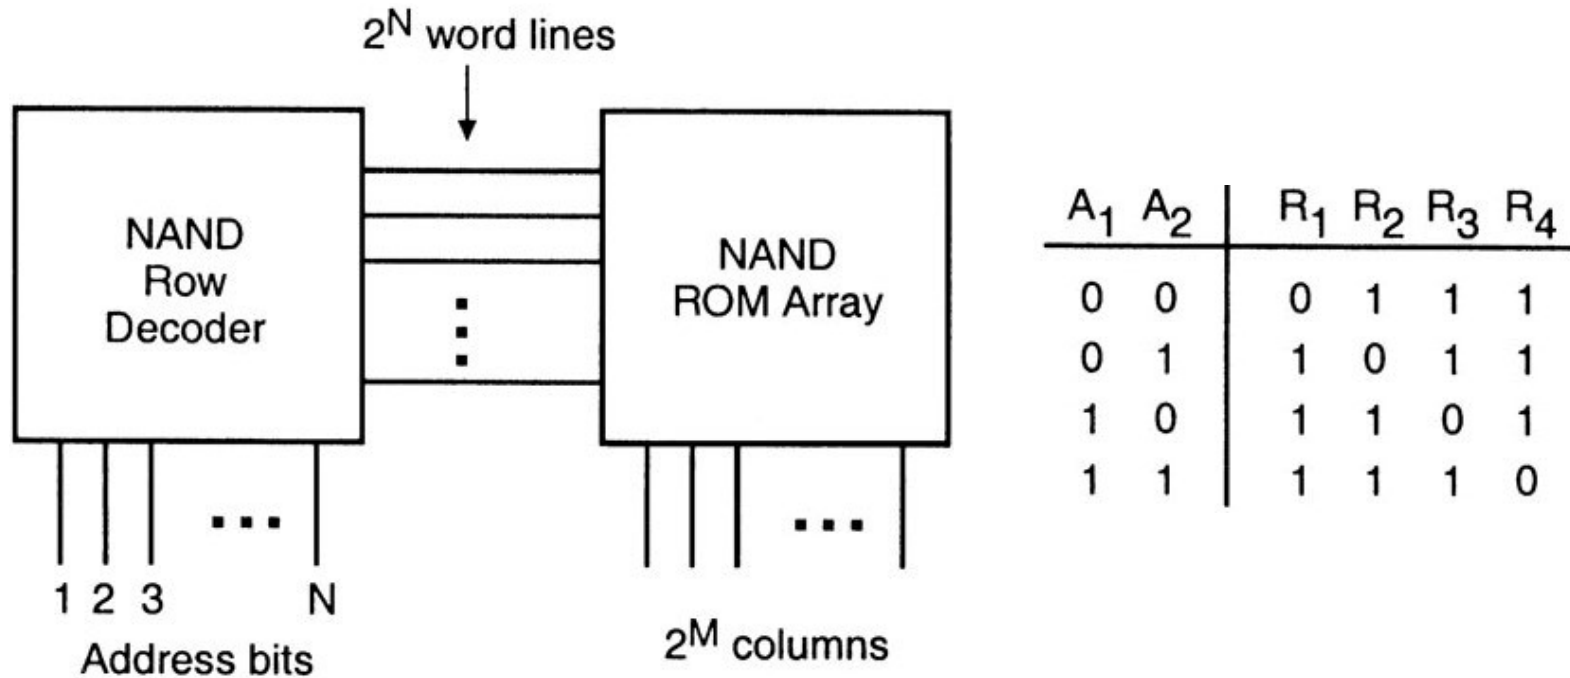 2^N word lines
NAND
Row
Decoder
NAND
ROM Array
1 2 3 ... N
Address bits
...
2^M columns
A₁ A₂ R₁ R₂ R₃ R₄
0 0 0 1 1 1
0 1 1 0 1 1
1 0 1 1 0 1
1 1 1 1 1 0